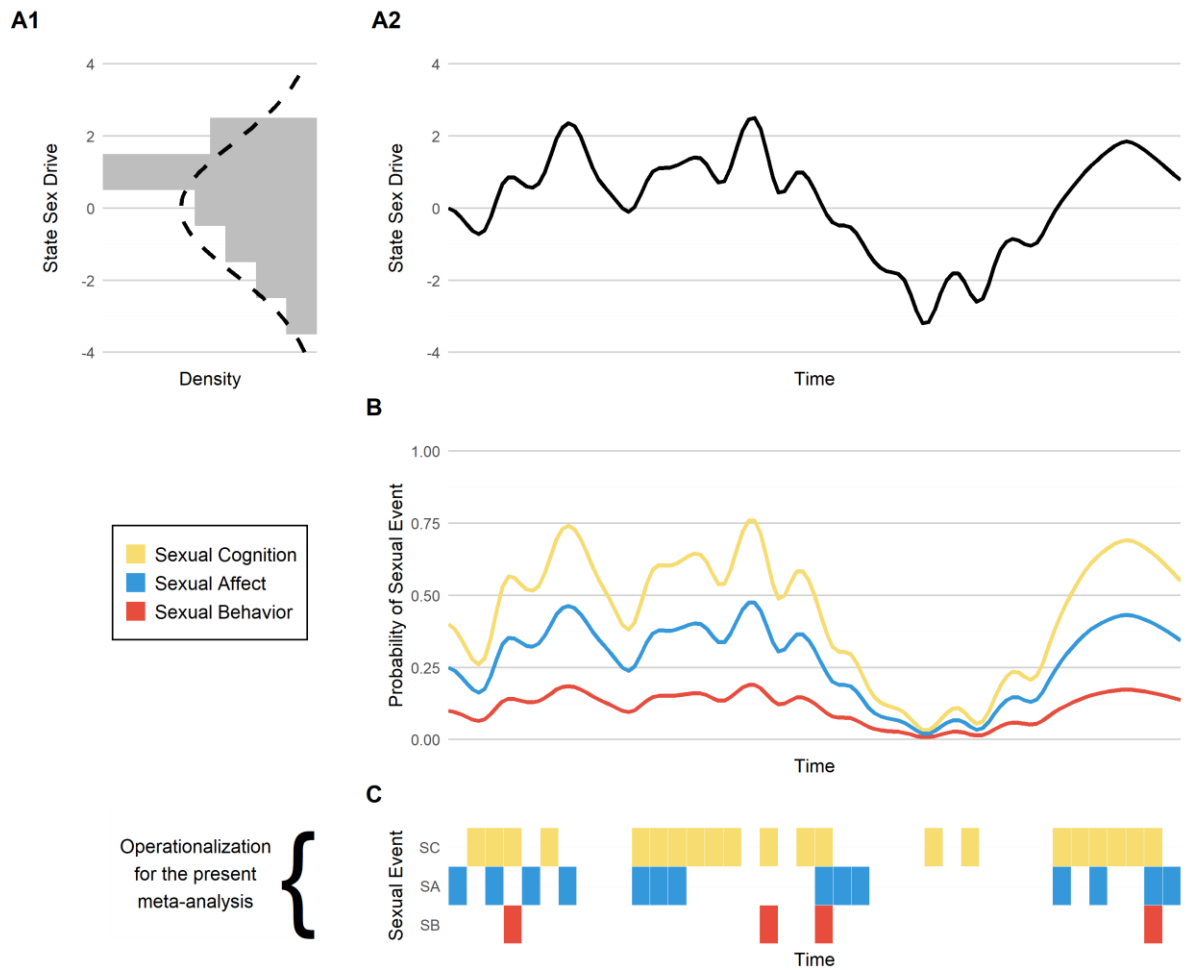 A1
A2
4
2
0
-2
-4
State Sex Drive
Density
4
2
0
-2
-4
State Sex Drive
Time
B
1.00
0.75
0.50
0.25
0.00
Probability of Sexual Event
Time
Sexual Cognition
Sexual Affect
Sexual Behavior
C
Operationalization
for the present
meta-analysis
{
Sexual Event
SC
SA
SB
Time